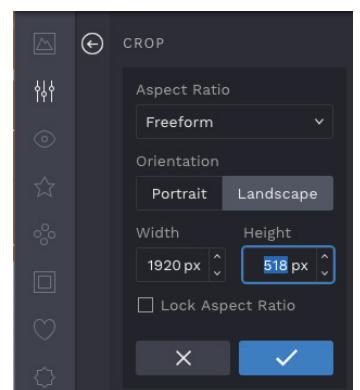 CROP
Aspect Ratio
Freeform
Orientation
Portrait Landscape
Width Height
1920 px 518 px
Lock Aspect Ratio